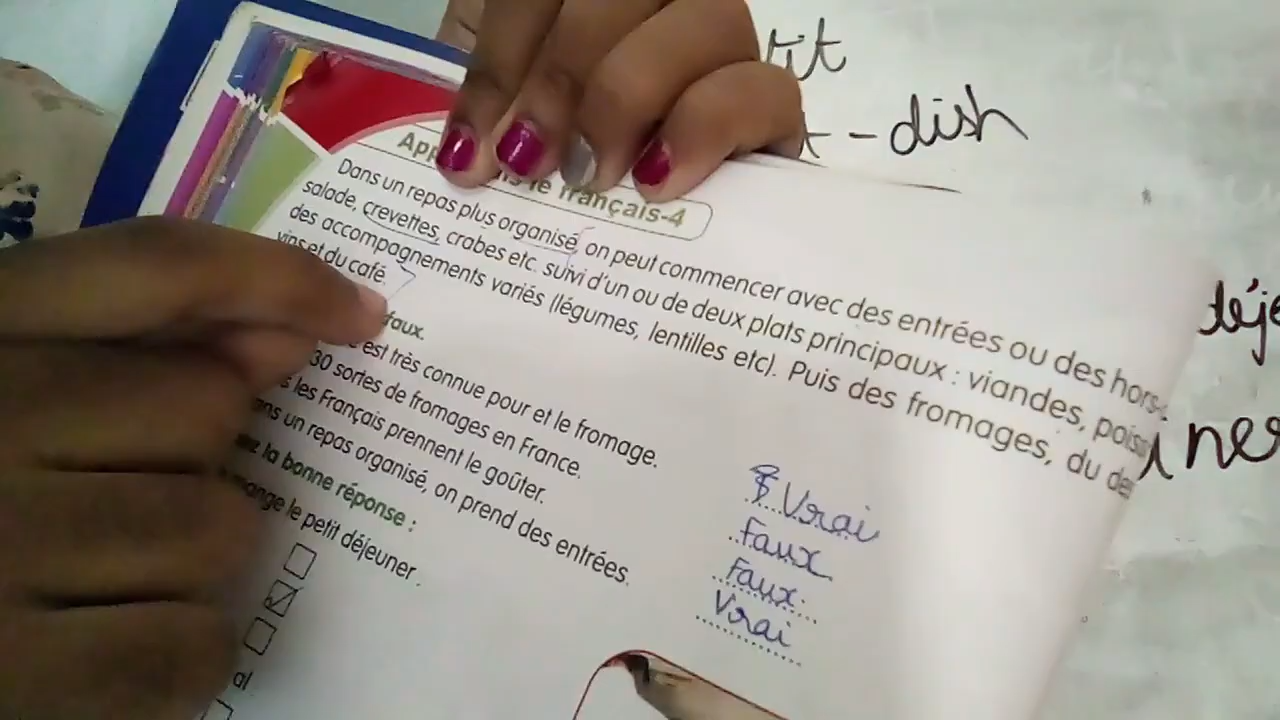 le français-4
Dans un repas plus organisé, on peut commencer avec des entrées ou des hors-
salade, crevettes, crabes etc. suivi d'un ou de deux plats principaux : viandes,
des accompagnements variés (légumes, lentilles etc). Puis des fromages, du
vins et du café.
faux.
est très connue pour et le fromage. Vrai
30 sortes de fromages en France. Faux
les Français prennent le goûter. Faux.
un repas organisé, on prend des entrées. Vrai
la bonne réponse :
mange le petit déjeuner.
al
- dish